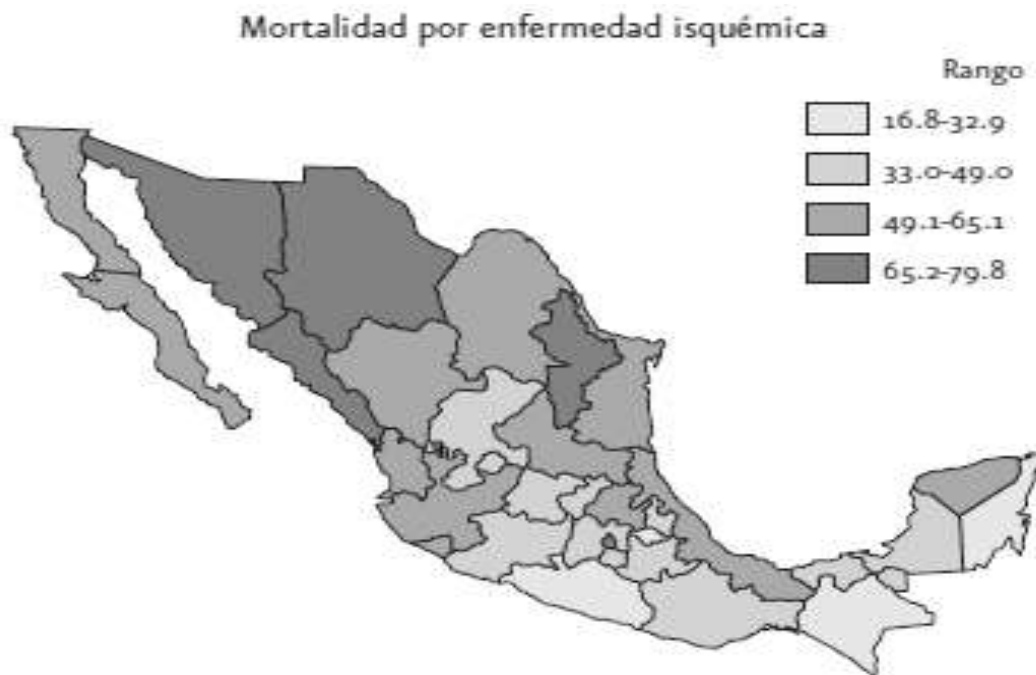 Mortalidad por enfermedad isquémica
Rango
16.8-32.9
33.0-49.0
49.1-65.1
65.2-79.8